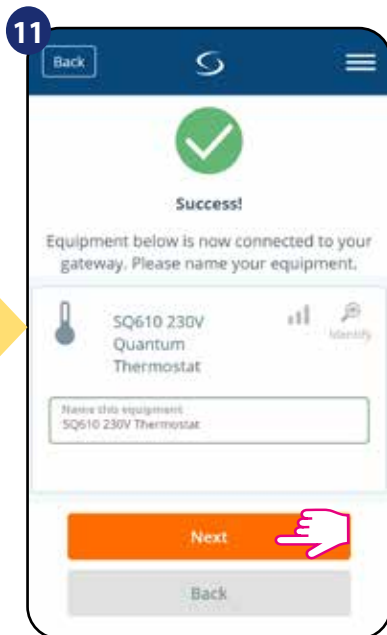 11
Back
Success!
Equipment below is now connected to your
gateway. Please name your equipment.
SQ610 230V
Quantum
Thermostat
Identify
Name this equipment
SQ610 230V Thermostat
Next
Back